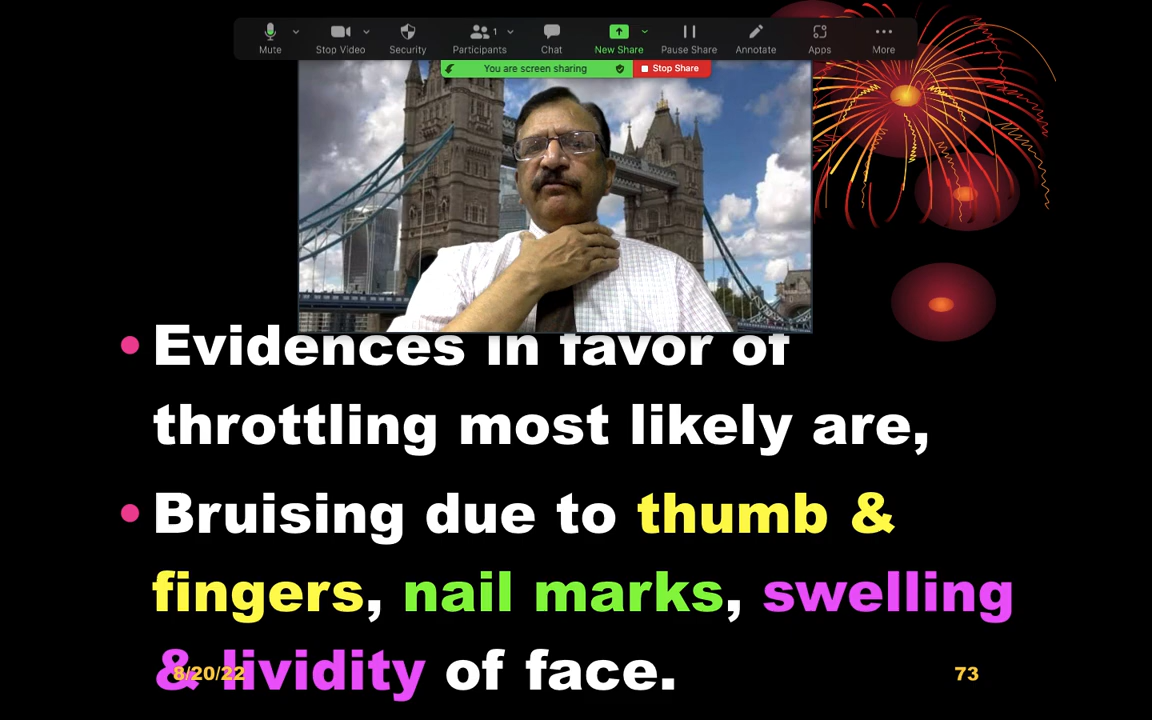 Mute
Stop Video
Security
Participants 1
Chat
New Share
Pause Share
Annotate
Apps
More
You are screen sharing
Stop Share
Evidences in favor of
throttling most likely are,
Bruising due to thumb &
fingers, nail marks, swelling
& lividity of face.
8/20/22
73